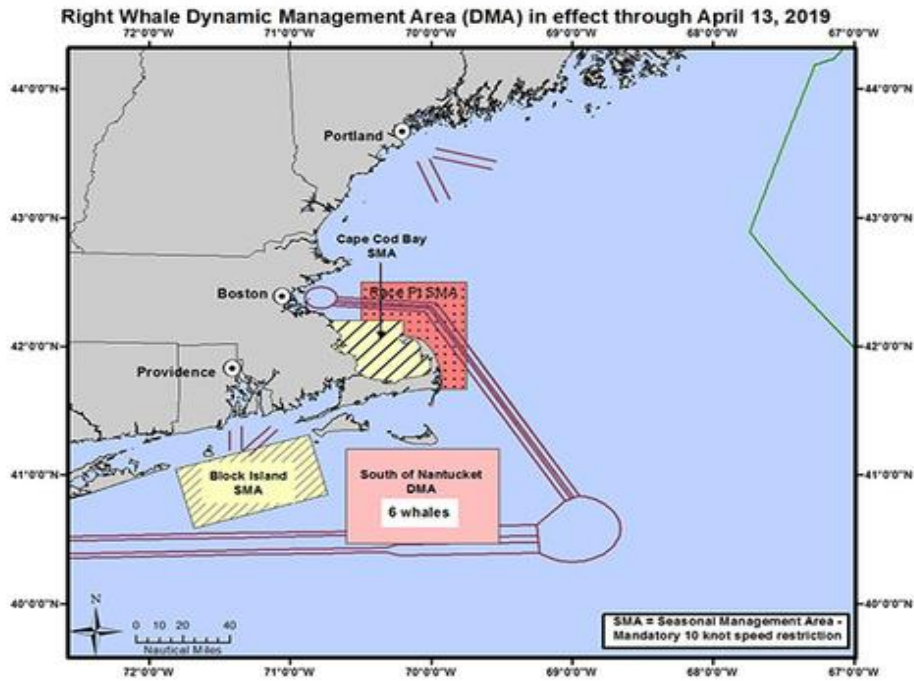 Right Whale Dynamic Management Area (DMA) in effect through April 13, 2019
72°0'0"W 71°0'0"W 70°0'0"W 69°0'0"W 68°0'0"W 67°0'0"W
44°0'0"N 44°0'0"N
Portland
43°0'0"N 43°0'0"N
Cape Cod Bay
SMA
Boston
Race Pt SMA
42°0'0"N 42°0'0"N
Providence
41°0'0"N 41°0'0"N
Block Island
SMA
South of Nantucket
DMA
6 whales
40°0'0"N 40°0'0"N
N
0 10 20 40
Nautical Miles
SMA = Seasonal Management Area -
Mandatory 10 knot speed restriction
72°0'0"W 71°0'0"W 70°0'0"W 69°0'0"W 68°0'0"W 67°0'0"W